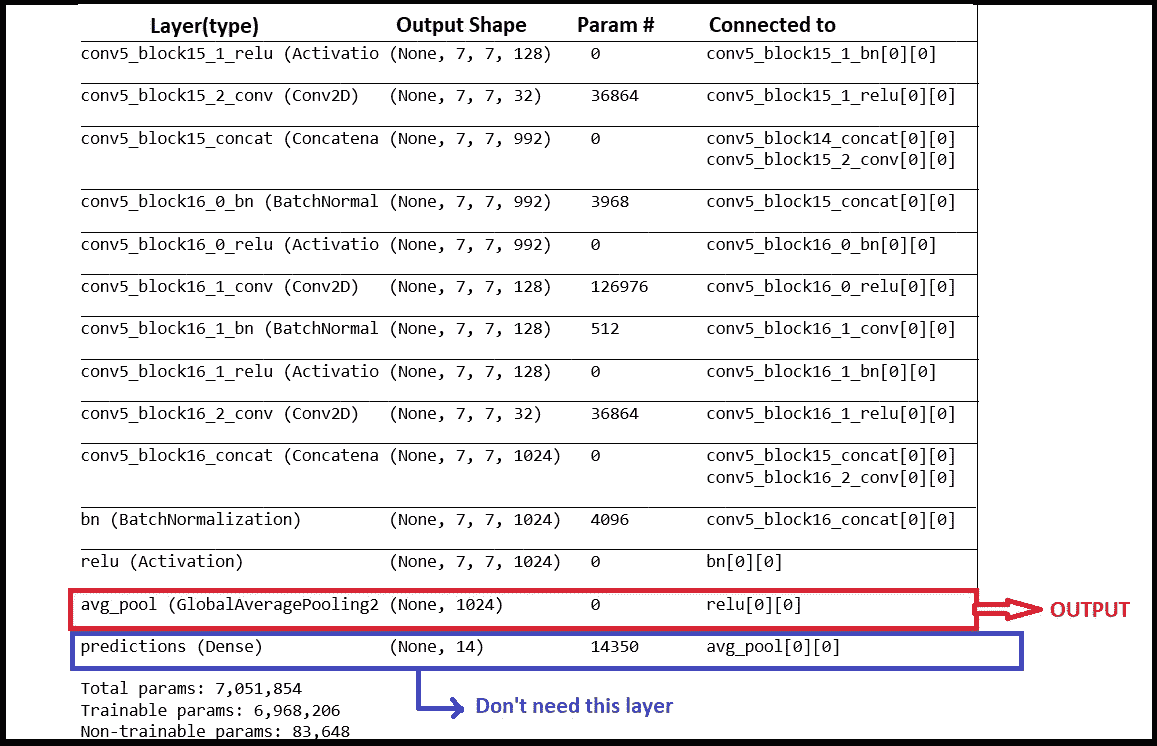 Layer(type) Output Shape Param # Connected to
conv5_block15_1_relu (Activatio (None, 7, 7, 128) 0 conv5_block15_1_bn[0][0]
conv5_block15_2_conv (Conv2D) (None, 7, 7, 32) 36864 conv5_block15_1_relu[0][0]
conv5_block15_concat (Concatena (None, 7, 7, 992) 0 conv5_block14_concat[0][0]
conv5_block15_2_conv[0][0]
conv5_block16_0_bn (BatchNormal (None, 7, 7, 992) 3968 conv5_block15_concat[0][0]
conv5_block16_0_relu (Activatio (None, 7, 7, 992) 0 conv5_block16_0_bn[0][0]
conv5_block16_1_conv (Conv2D) (None, 7, 7, 128) 126976 conv5_block16_0_relu[0][0]
conv5_block16_1_bn (BatchNormal (None, 7, 7, 128) 512 conv5_block16_1_conv[0][0]
conv5_block16_1_relu (Activatio (None, 7, 7, 128) 0 conv5_block16_1_bn[0][0]
conv5_block16_2_conv (Conv2D) (None, 7, 7, 32) 36864 conv5_block16_1_relu[0][0]
conv5_block16_concat (Concatena (None, 7, 7, 1024) 0 conv5_block15_concat[0][0]
conv5_block16_2_conv[0][0]
bn (BatchNormalization) (None, 7, 7, 1024) 4096 conv5_block16_concat[0][0]
relu (Activation) (None, 7, 7, 1024) 0 bn[0][0]
avg_pool (GlobalAveragePooling2 (None, 1024) 0 relu[0][0] OUTPUT
predictions (Dense) (None, 14) 14350 avg_pool[0][0]
Total params: 7,051,854
Don't need this layer
Trainable params: 6,968,206
Non-trainable params: 83,648